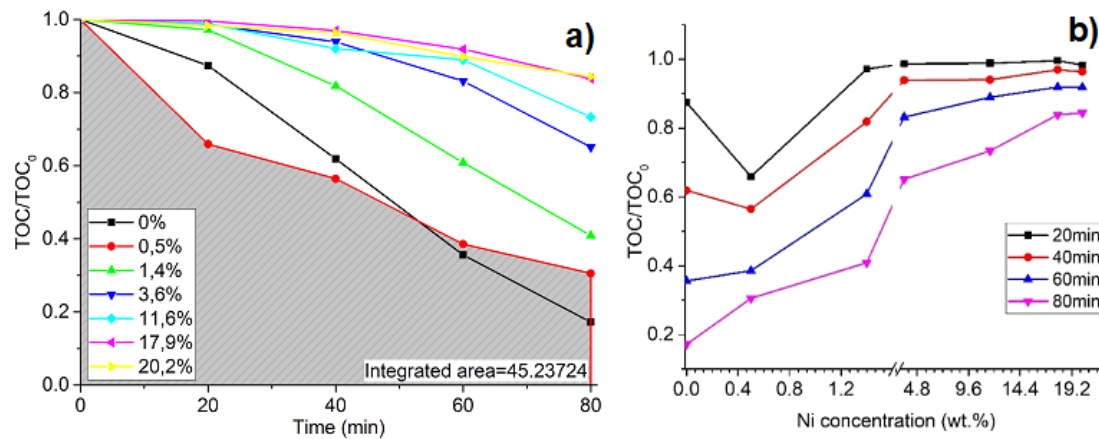 a)
1.0
0.8
0.6
0.4
0.2
0.0
TOC/TOC₀
0%
0,5%
1,4%
3,6%
11,6%
17,9%
20,2%
Integrated area=45.23724
0 20 40 60 80
Time (min)
b)
1.0
0.8
0.6
0.4
0.2
TOC/TOC₀
20min
40min
60min
80min
0.0 0.4 0.8 1.2 4.8 9.6 14.4 19.2
Ni concentration (wt.%)